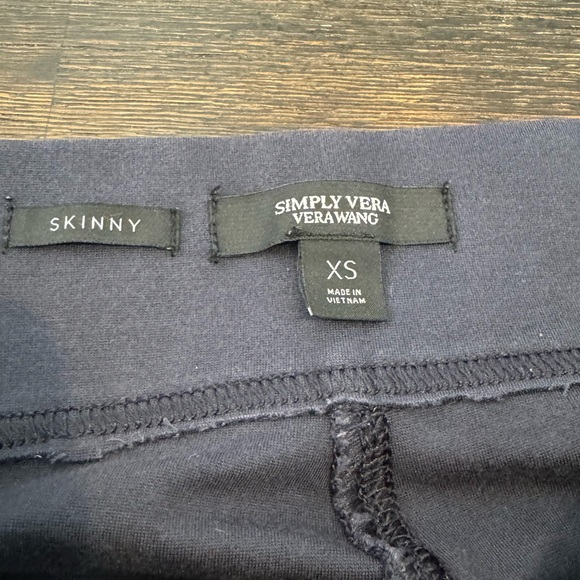 SKINNY
SIMPLY VERA
VERA WANG
XS
MADE IN
VIETNAM